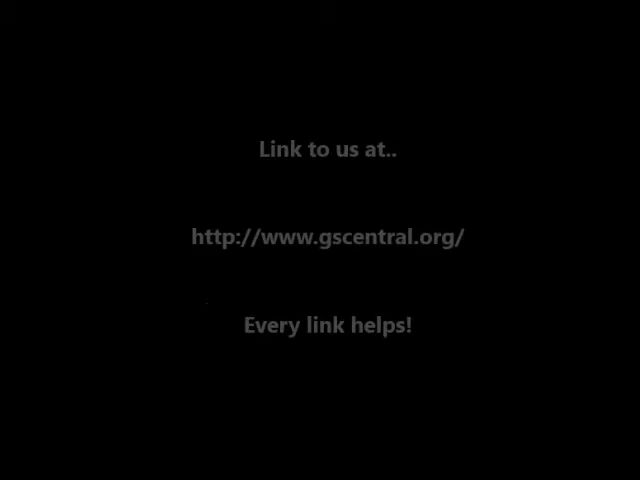 Link to us at..
http://www.gscentral.org/
Every link helps!